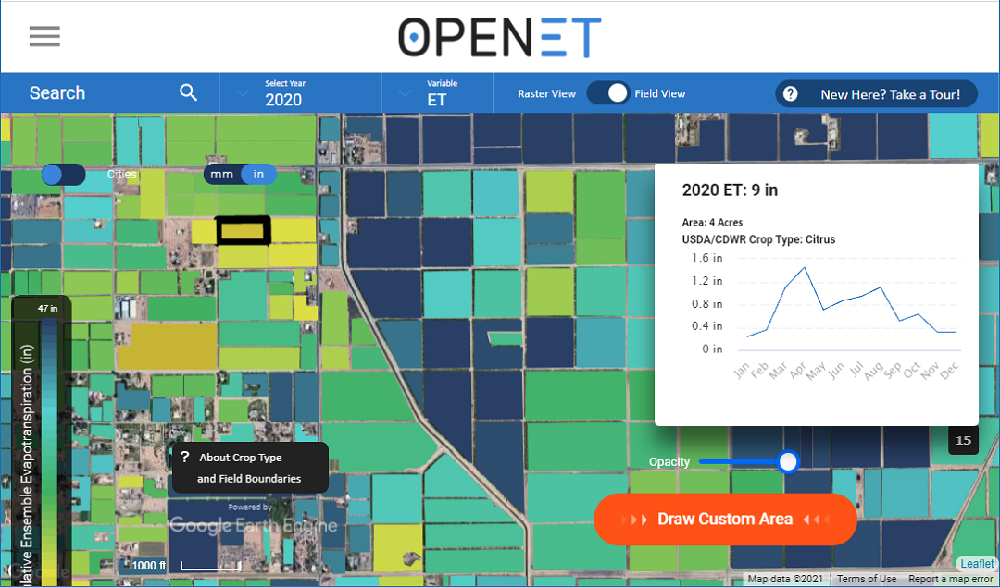 OPENET
Search
Select Year
2020
Variable
ET
Raster View
Field View
? New Here? Take a Tour!
Cities
mm in
2020 ET: 9 in
Area: 4 Acres
USDA/CDWR Crop Type: Citrus
1.6 in
1.2 in
0.8 in
0.4 in
0 in
Jan Feb Mar Apr May Jun Jul Aug Sep Oct Nov Dec
47 in
lative Ensemble Evapotranspiration (in)
15
Opacity
? About Crop Type
and Field Boundaries
Powered by
Google Earth Engine
Draw Custom Area
1000 ft
Leaflet
Map data ©2021 Terms of Use Report a map error